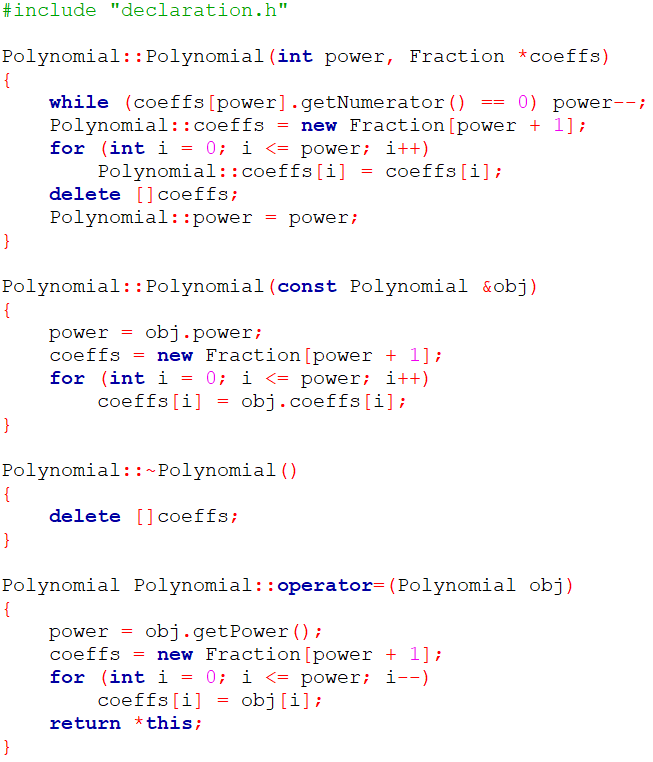 #include "declaration.h"

Polynomial::Polynomial(int power, Fraction *coeffs)
{
    while (coeffs[power].getNumerator() == 0) power--;
    Polynomial::coeffs = new Fraction[power + 1];
    for (int i = 0; i <= power; i++)
        Polynomial::coeffs[i] = coeffs[i];
    delete []coeffs;
    Polynomial::power = power;
}

Polynomial::Polynomial(const Polynomial &obj)
{
    power = obj.power;
    coeffs = new Fraction[power + 1];
    for (int i = 0; i <= power; i++)
        coeffs[i] = obj.coeffs[i];
}

Polynomial::~Polynomial()
{
    delete []coeffs;
}

Polynomial Polynomial::operator=(Polynomial obj)
{
    power = obj.getPower();
    coeffs = new Fraction[power + 1];
    for (int i = 0; i <= power; i--)
        coeffs[i] = obj[i];
    return *this;
}